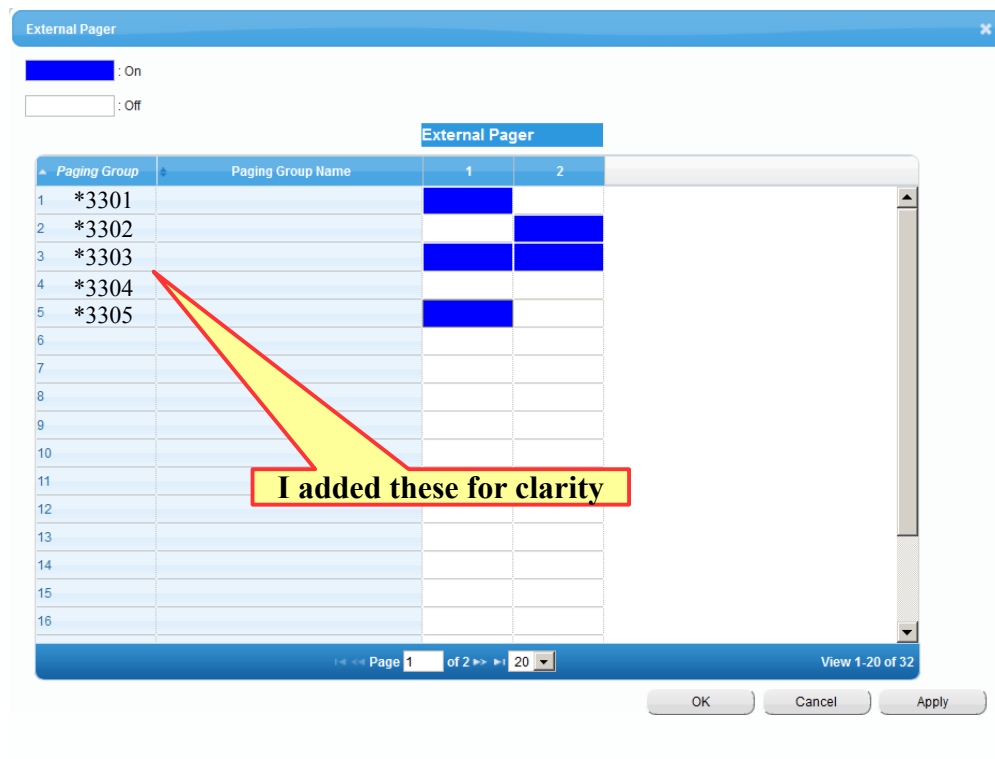 External Pager
: On
: Off
External Pager
Paging Group Paging Group Name 1 2
1 *3301
2 *3302
3 *3303
4 *3304
5 *3305
6
7
8
9
10
11
I added these for clarity
12
13
14
15
16
Page 1 of 2 20 View 1-20 of 32
OK Cancel Apply